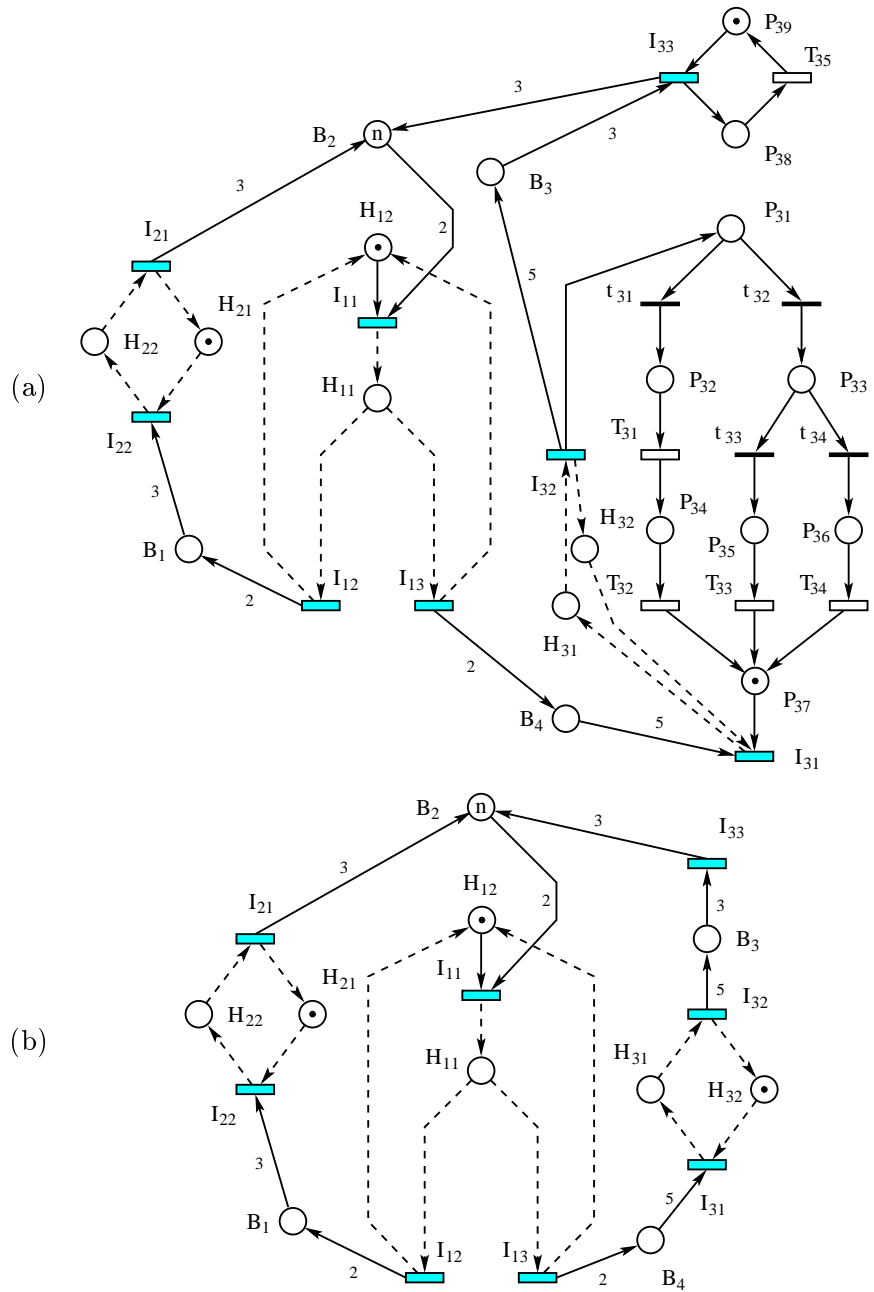 P39
I33
T35
3
B2
n
3
P38
B3
3
P31
H12
2
I21
5
t31
t32
H21
I11
H22
P32
P33
(a)
H11
T31
t33
t34
I22
I32
P34
3
H32
P35
P36
B1
I12
I13
T32
T33
T34
2
H31
2
P37
B4
5
I31
B2
n
3
I33
3
H12
2
I21
3
B3
H21
I11
5
I32
H22
(b)
H11
H31
H32
I22
3
5
I31
B1
I12
I13
2
2
B4